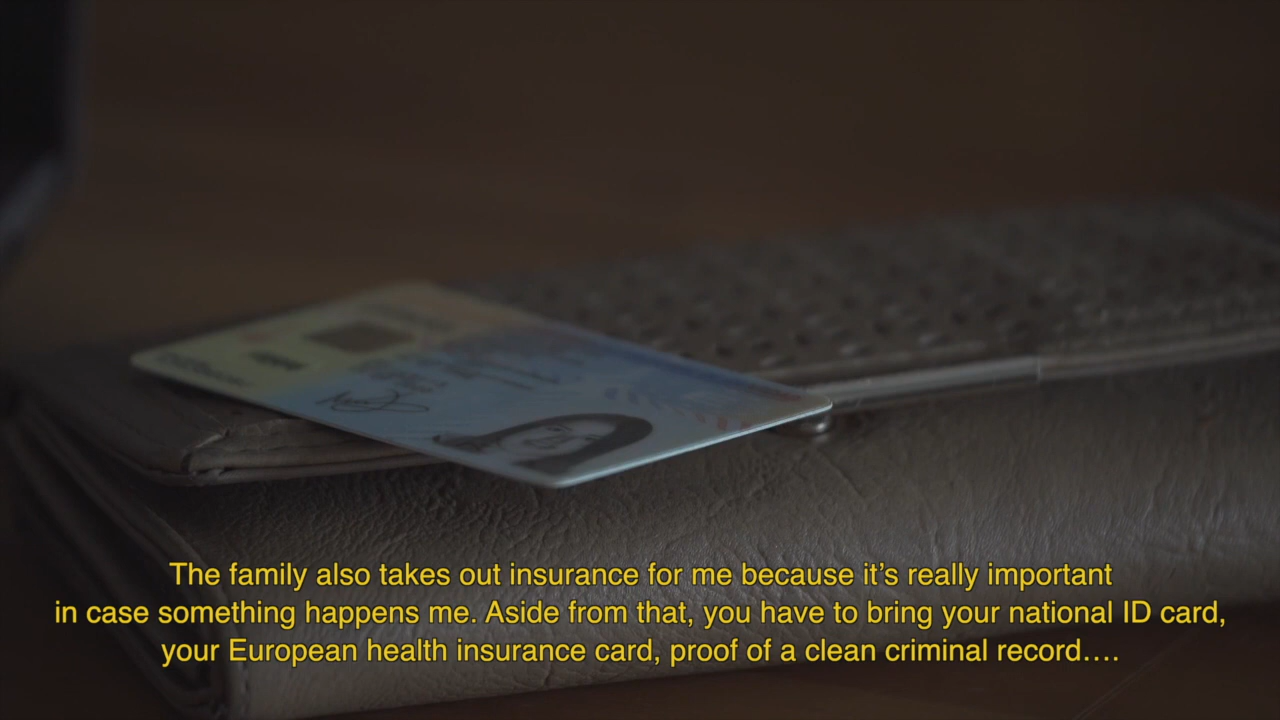 The family also takes out insurance for me because it’s really important
in case something happens me. Aside from that, you have to bring your national ID card,
your European health insurance card, proof of a clean criminal record….